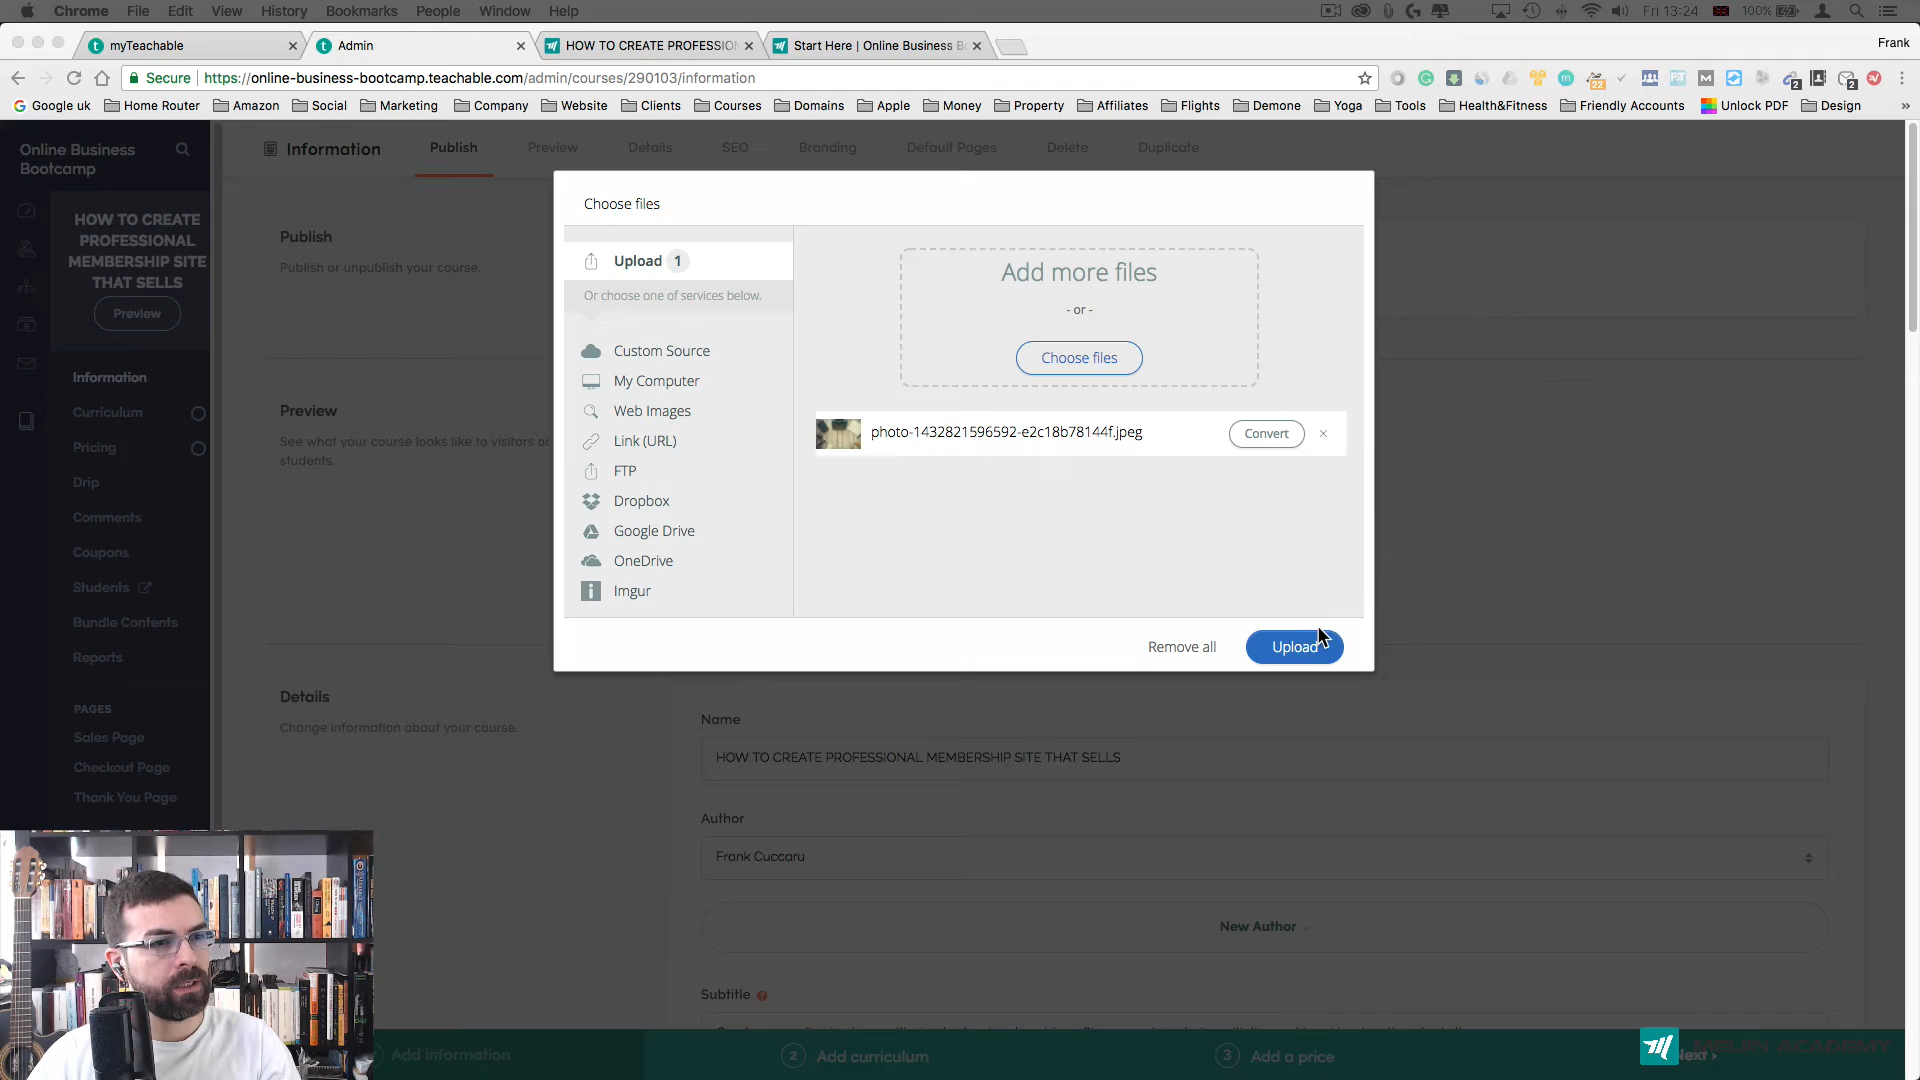 Chrome File Edit View History Bookmarks People Window Help Fri 13:24 100%
myTeachable Admin HOW TO CREATE PROFESSION Start Here | Online Business B Frank
Secure https://online-business-bootcamp.teachable.com/admin/courses/290103/information
Google uk Home Router Amazon Social Marketing Company Website Clients Courses Domains Apple Money Property Affiliates Flights Demone Yoga Tools Health&Fitness Friendly Accounts Unlock PDF Design »
Online Business
Bootcamp
HOW TO CREATE
PROFESSIONAL
MEMBERSHIP SITE
THAT SELLS
Preview
Information
Curriculum
Pricing
Drip
Comments
Coupons
Students
Bundle Contents
Reports
PAGES
Sales Page
Checkout Page
Thank You Page
Information Publish Preview Details SEO Branding Default Pages Delete Duplicate
Publish
Publish or unpublish your course.
Preview
See what your course looks like to visitors or
students.
Details
Change information about your course.
Choose files
Upload 1
Or choose one of services below.
Custom Source
My Computer
Web Images
Link (URL)
FTP
Dropbox
Google Drive
OneDrive
Imgur
Add more files
- or -
Choose files
photo-1432821596592-e2c18b78144f.jpeg Convert ×
Remove all Upload
Name
HOW TO CREATE PROFESSIONAL MEMBERSHIP SITE THAT SELLS
Author
Frank Cuccaru
New Author
Subtitle
Add information 2 Add curriculum 3 Add a price Next ›
ACADEMY